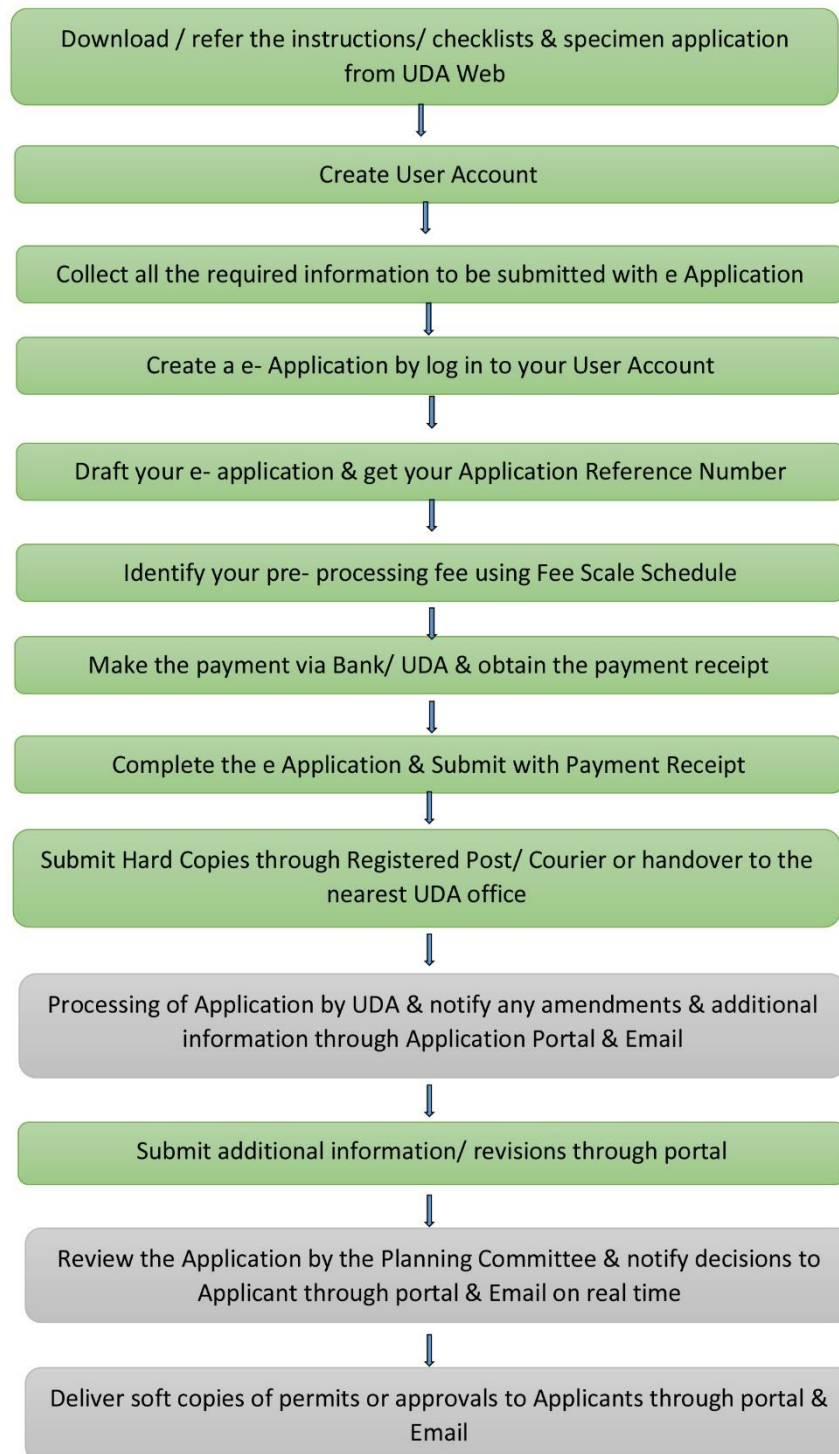 Download / refer the instructions/ checklists & specimen application
from UDA Web
Create User Account
Collect all the required information to be submitted with e Application
Create a e- Application by log in to your User Account
Draft your e- application & get your Application Reference Number
Identify your pre- processing fee using Fee Scale Schedule
Make the payment via Bank/ UDA & obtain the payment receipt
Complete the e Application & Submit with Payment Receipt
Submit Hard Copies through Registered Post/ Courier or handover to the
nearest UDA office
Processing of Application by UDA & notify any amendments & additional
information through Application Portal & Email
Submit additional information/ revisions through portal
Review the Application by the Planning Committee & notify decisions to
Applicant through portal & Email on real time
Deliver soft copies of permits or approvals to Applicants through portal &
Email